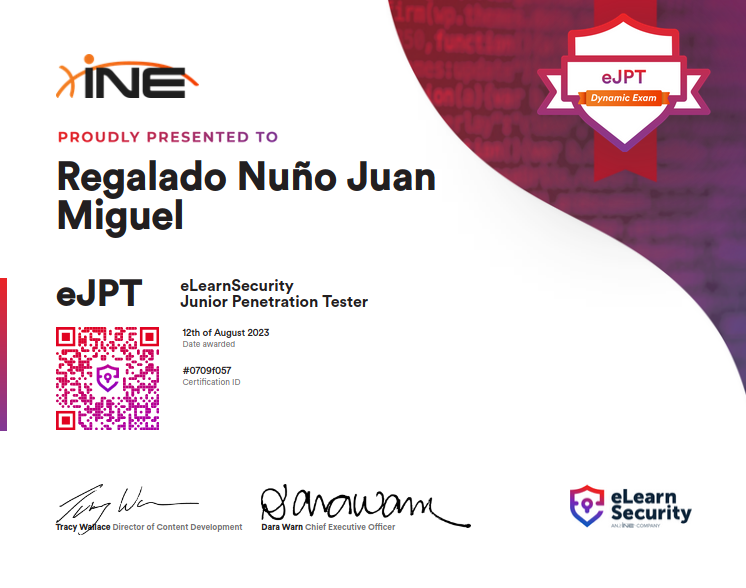 INE
eJPT
Dynamic Exam
PROUDLY PRESENTED TO
Regalado Nuño Juan
Miguel
eJPT
eLearnSecurity
Junior Penetration Tester
12th of August 2023
Date awarded
#0709f057
Certification ID
Tracy Wallace Director of Content Development
Dara Warn Chief Executive Officer
eLearn
Security
AN INE COMPANY